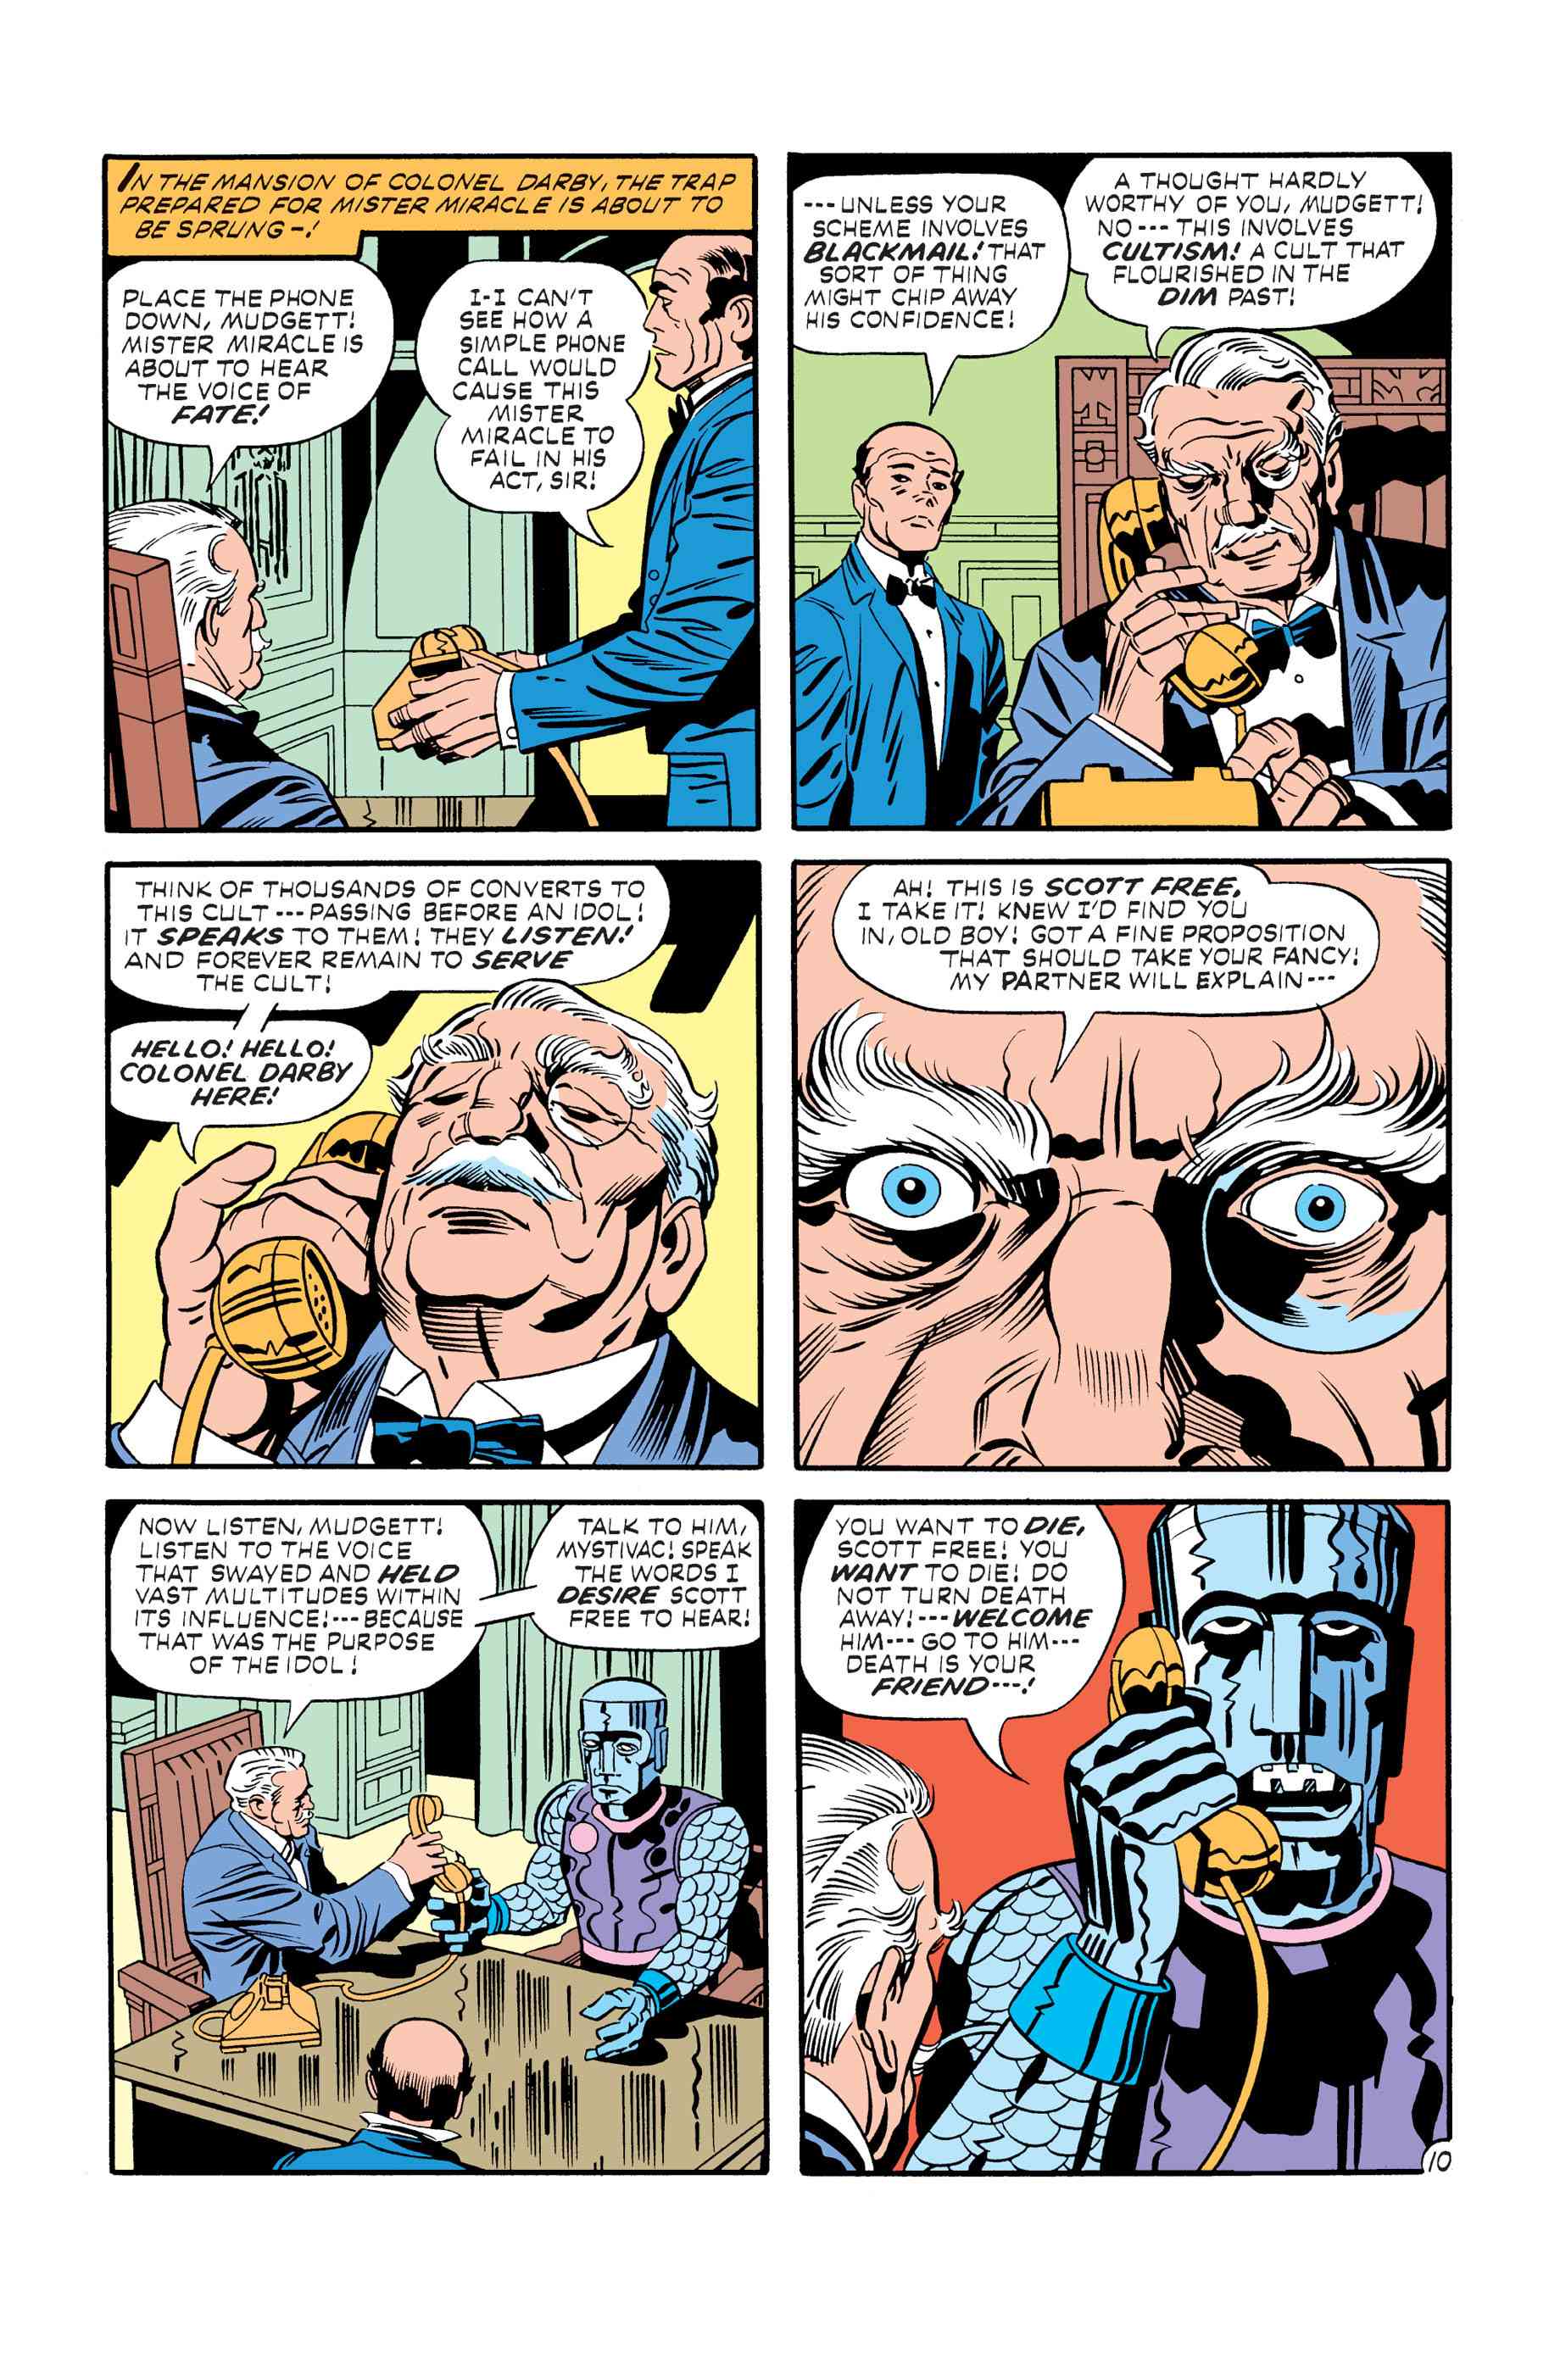 IN THE MANSION OF COLONEL DARBY, THE TRAP
PREPARED FOR MISTER MIRACLE IS ABOUT TO
BE SPRUNG-!
PLACE THE PHONE
DOWN, MUDGETT!
MISTER MIRACLE IS
ABOUT TO HEAR
THE VOICE OF
FATE!
I-I CAN'T
SEE HOW A
SIMPLE PHONE
CALL WOULD
CAUSE THIS
MISTER
MIRACLE TO
FAIL IN HIS
ACT, SIR!
---UNLESS YOUR
SCHEME INVOLVES
BLACKMAIL! THAT
SORT OF THING
MIGHT CHIP AWAY
HIS CONFIDENCE!
A THOUGHT HARDLY
WORTHY OF YOU, MUDGETT!
NO--- THIS INVOLVES
CULTISM! A CULT THAT
FLOURISHED IN THE
DIM PAST!
THINK OF THOUSANDS OF CONVERTS TO
THIS CULT---PASSING BEFORE AN IDOL!
IT SPEAKS TO THEM! THEY LISTEN!
AND FOREVER REMAIN TO SERVE
THE CULT!
HELLO! HELLO!
COLONEL DARBY
HERE!
AH! THIS IS SCOTT FREE,
I TAKE IT! KNEW I'D FIND YOU
IN, OLD BOY! GOT A FINE PROPOSITION
THAT SHOULD TAKE YOUR FANCY!
MY PARTNER WILL EXPLAIN---
NOW LISTEN, MUDGETT!
LISTEN TO THE VOICE
THAT SWAYED AND HELD
VAST MULTITUDES WITHIN
ITS INFLUENCE!---BECAUSE
THAT WAS THE PURPOSE
OF THE IDOL!
TALK TO HIM,
MYSTIVAC! SPEAK
THE WORDS I
DESIRE SCOTT
FREE TO HEAR!
YOU WANT TO DIE,
SCOTT FREE! YOU
WANT TO DIE! DO
NOT TURN DEATH
AWAY!---WELCOME
HIM---GO TO HIM---
DEATH IS YOUR
FRIEND---!
10